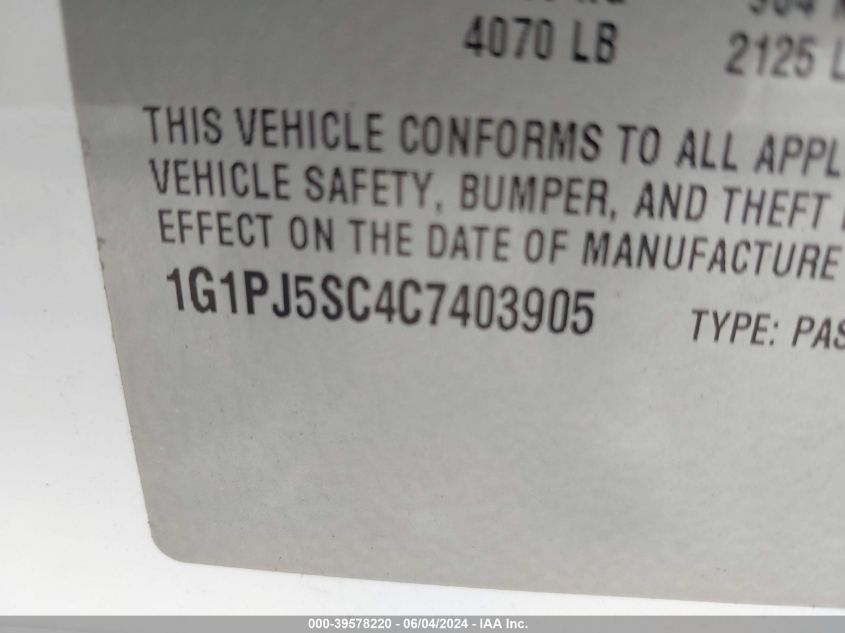 4070 LB 2125 L
THIS VEHICLE CONFORMS TO ALL APPL
VEHICLE SAFETY, BUMPER, AND THEFT
EFFECT ON THE DATE OF MANUFACTURE
1G1PJ5SC4C7403905 TYPE: PAS
000-39578220 - 06/04/2024 - IAA Inc.